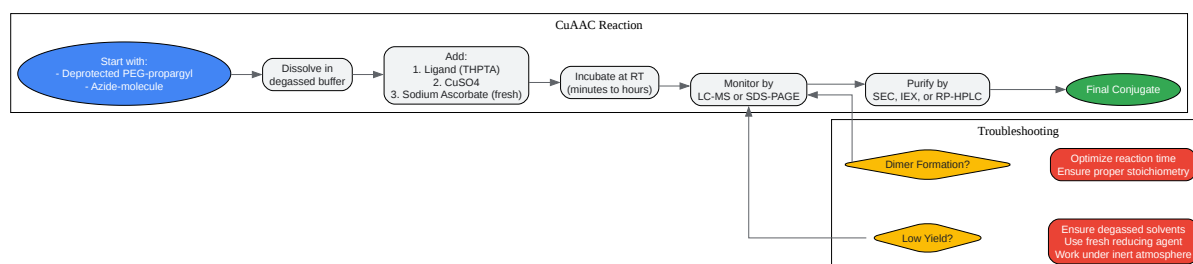 CuAAC Reaction
Start with:
- Deprotected PEG-propargyl
- Azide-molecule
Dissolve in
degassed buffer
Add:
1. Ligand (THPTA)
2. CuSO4
3. Sodium Ascorbate (fresh)
Incubate at RT
(minutes to hours)
Monitor by
LC-MS or SDS-PAGE
Purify by
SEC, IEX, or RP-HPLC
Final Conjugate
Troubleshooting
Dimer Formation?
Optimize reaction time
Ensure proper stoichiometry
Low Yield?
Ensure degassed solvents
Use fresh reducing agent
Work under inert atmosphere